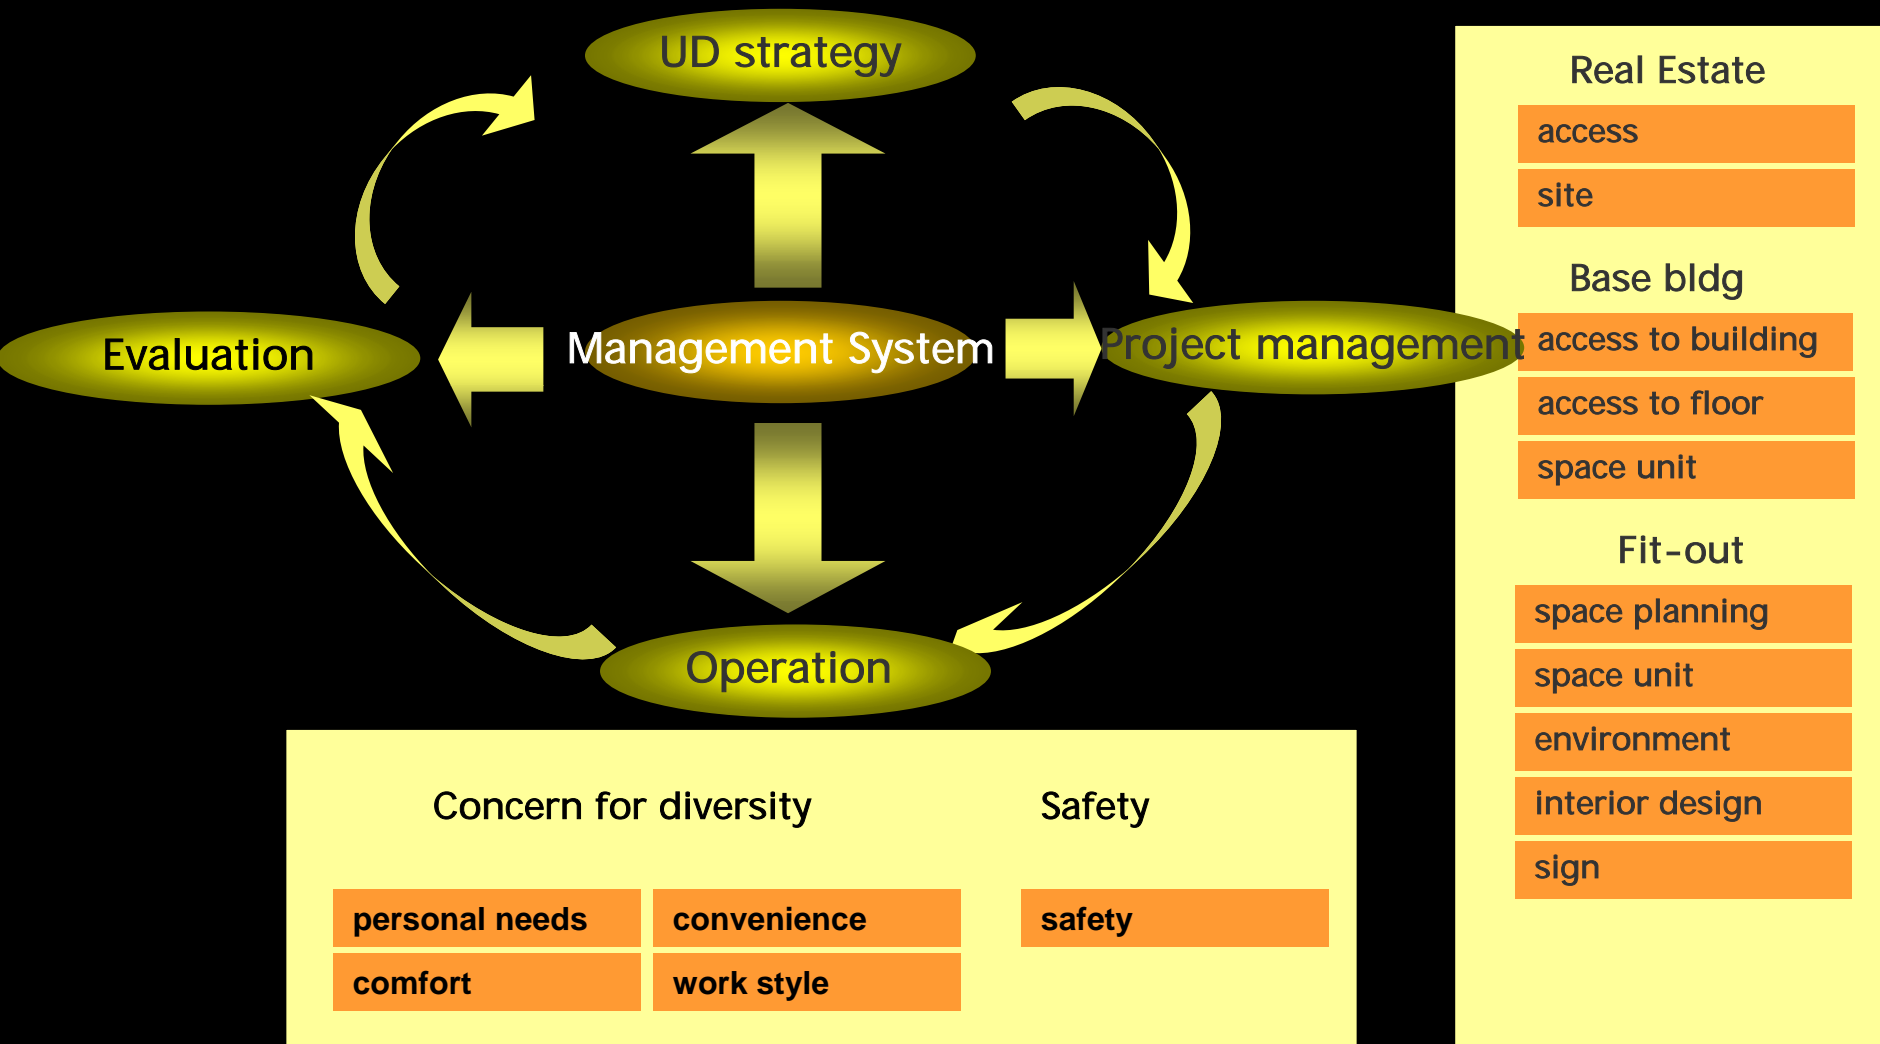 UD strategy
Evaluation
Management System
Project management
Operation
Real Estate
access
site
Base bldg
access to building
access to floor
space unit
Fit-out
space planning
space unit
environment
interior design
sign
Concern for diversity
personal needs
convenience
comfort
work style
Safety
safety